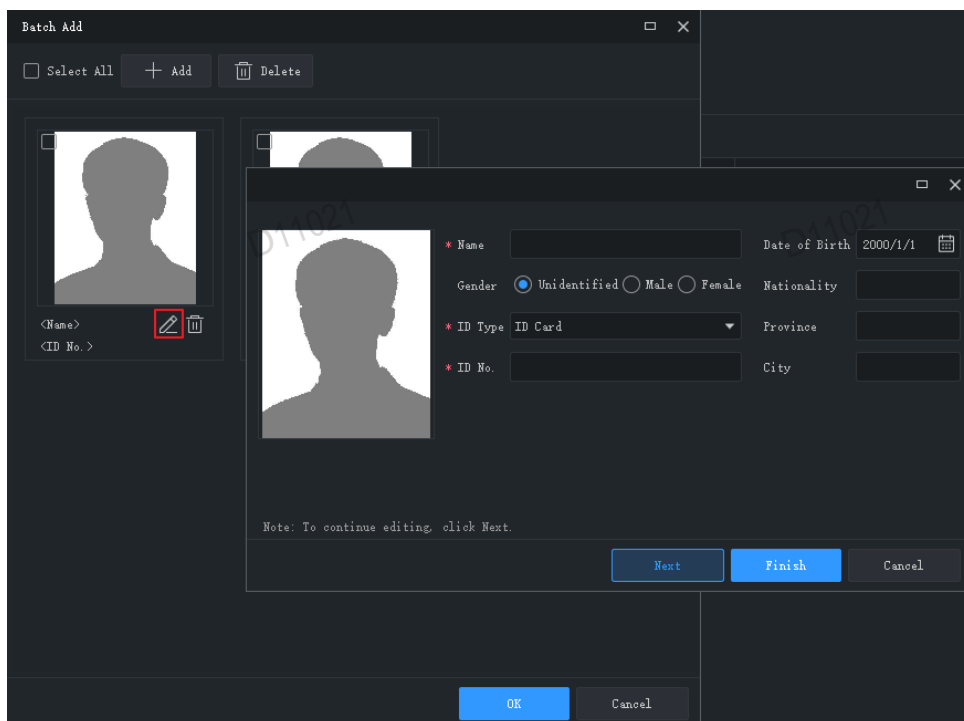 Batch Add
Select All
Add
Delete
<Name>
<ID No.>
D11021
D11021
* Name
Date of Birth 2000/1/1
Gender Unidentified Male Female
Nationality
* ID Type ID Card
Province
* ID No.
City
Note: To continue editing, click Next.
Next
Finish
Cancel
OK
Cancel